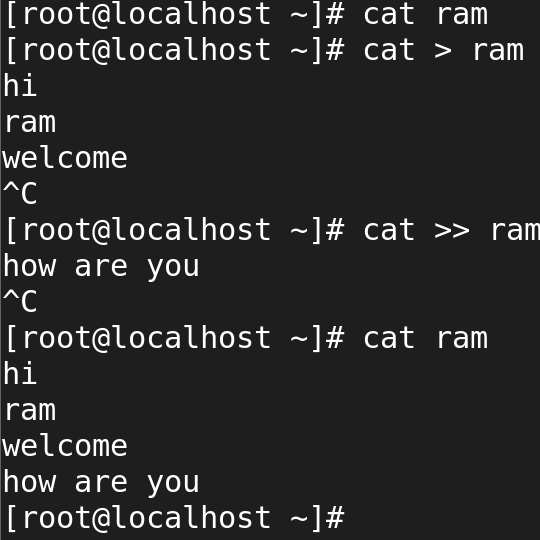 [root@localhost ~]# cat ram
[root@localhost ~]# cat > ram
hi
ram
welcome
^C
[root@localhost ~]# cat >> ram
how are you
^C
[root@localhost ~]# cat ram
hi
ram
welcome
how are you
[root@localhost ~]#